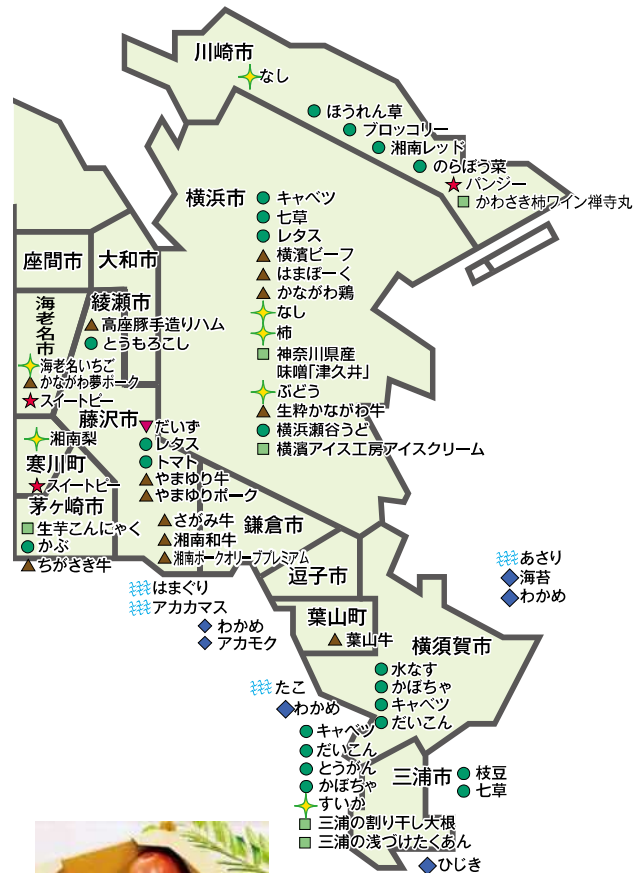 川崎市
なし
ほうれん草
ブロッコリー
湘南レッド
のらぼう菜
パンジー
かわさき柿ワイン禅寺丸
横浜市
キャベツ
七草
レタス
横濱ビーフ
はまぽーく
かながわ鶏
なし
柿
神奈川県産
味噌「津久井」
ぶどう
生粋かながわ牛
横浜瀬谷うど
横濱アイス工房アイスクリーム
座間市
大和市
綾瀬市
高座豚手造りハム
とうもろこし
海老名市
海老名いちご
かながわ夢ポーク
スイートピー
藤沢市
だいず
レタス
トマト
やまゆり牛
やまゆりポーク
さがみ牛
湘南和牛
湘南ポークオリーブプレミアム
湘南梨
寒川町
スイートピー
茅ヶ崎市
生芋こんにゃく
かぶ
ちがさき牛
鎌倉市
逗子市
葉山町
葉山牛
はまぐり
アカカマス
わかめ
アカモク
あさり
海苔
わかめ
横須賀市
水なす
かぼちゃ
キャベツ
だいこん
たこ
わかめ
キャベツ
だいこん
とうがん
かぼちゃ
すいか
三浦の割り干し大根
三浦の浅づけたくあん
三浦市
枝豆
七草
ひじき